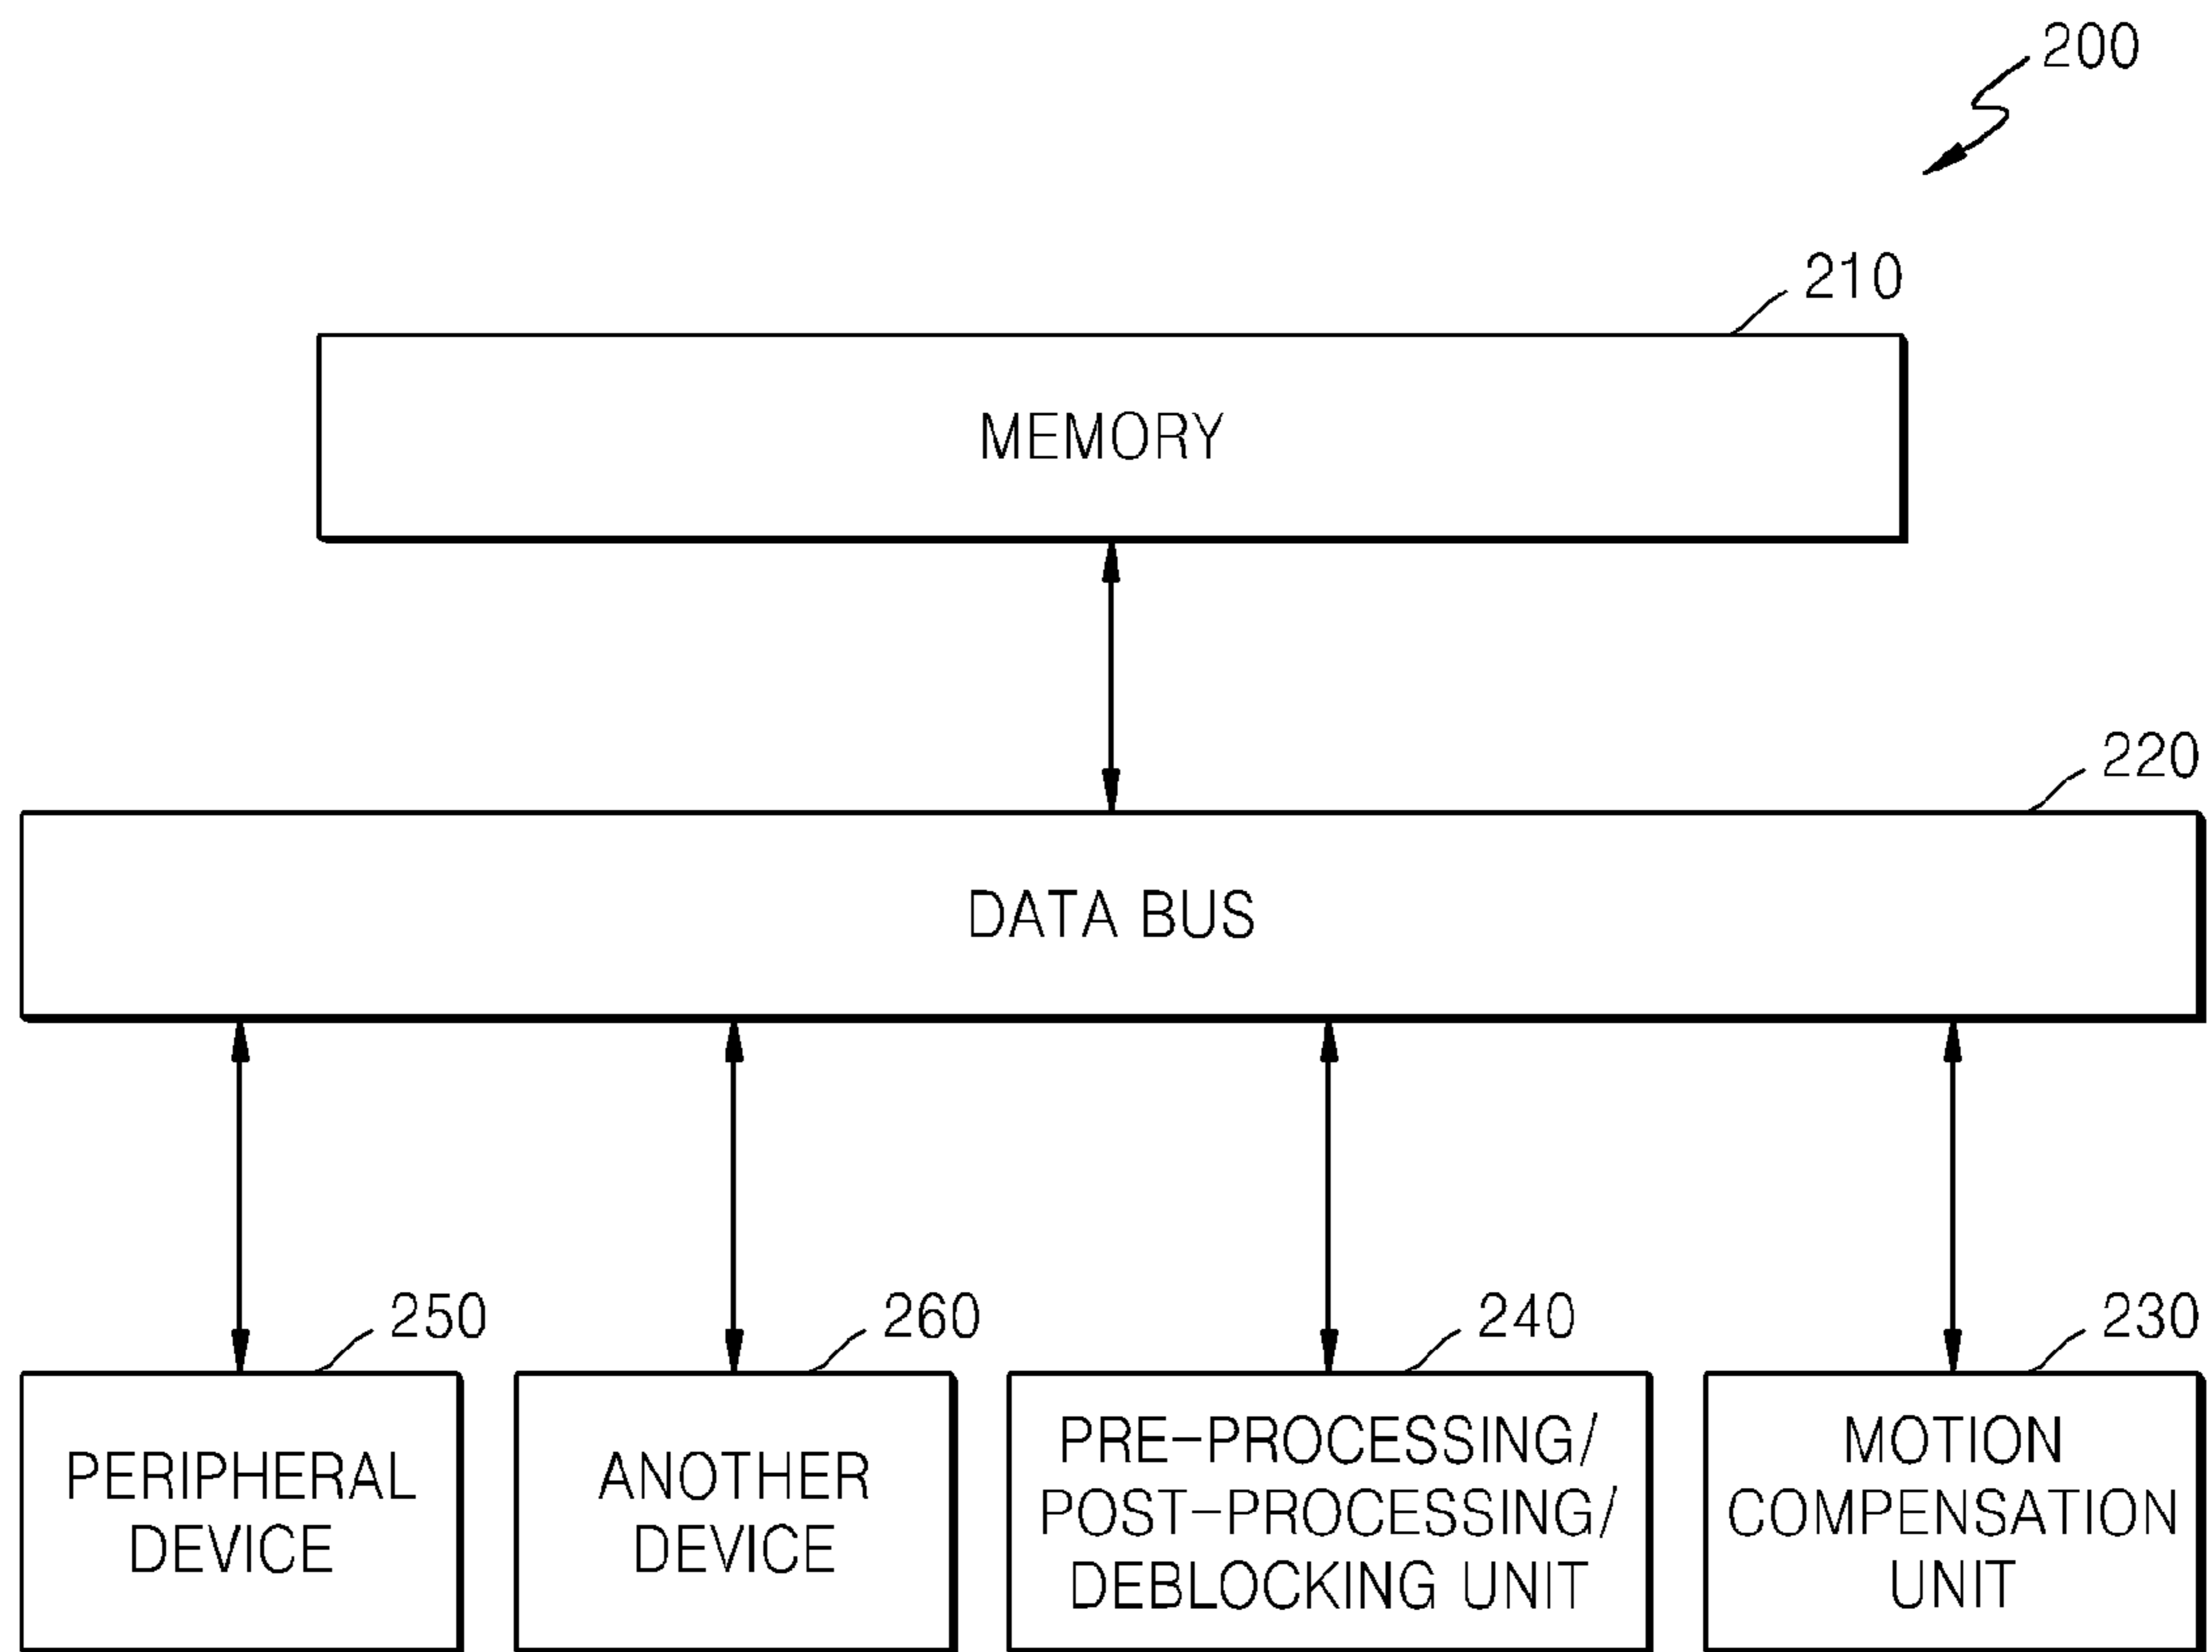 200
210
MEMORY
220
DATA BUS
250
260
240
230
PERIPHERAL
DEVICE
ANOTHER
DEVICE
PRE-PROCESSING/
POST-PROCESSING/
DEBLOCKING UNIT
MOTION
COMPENSATION
UNIT